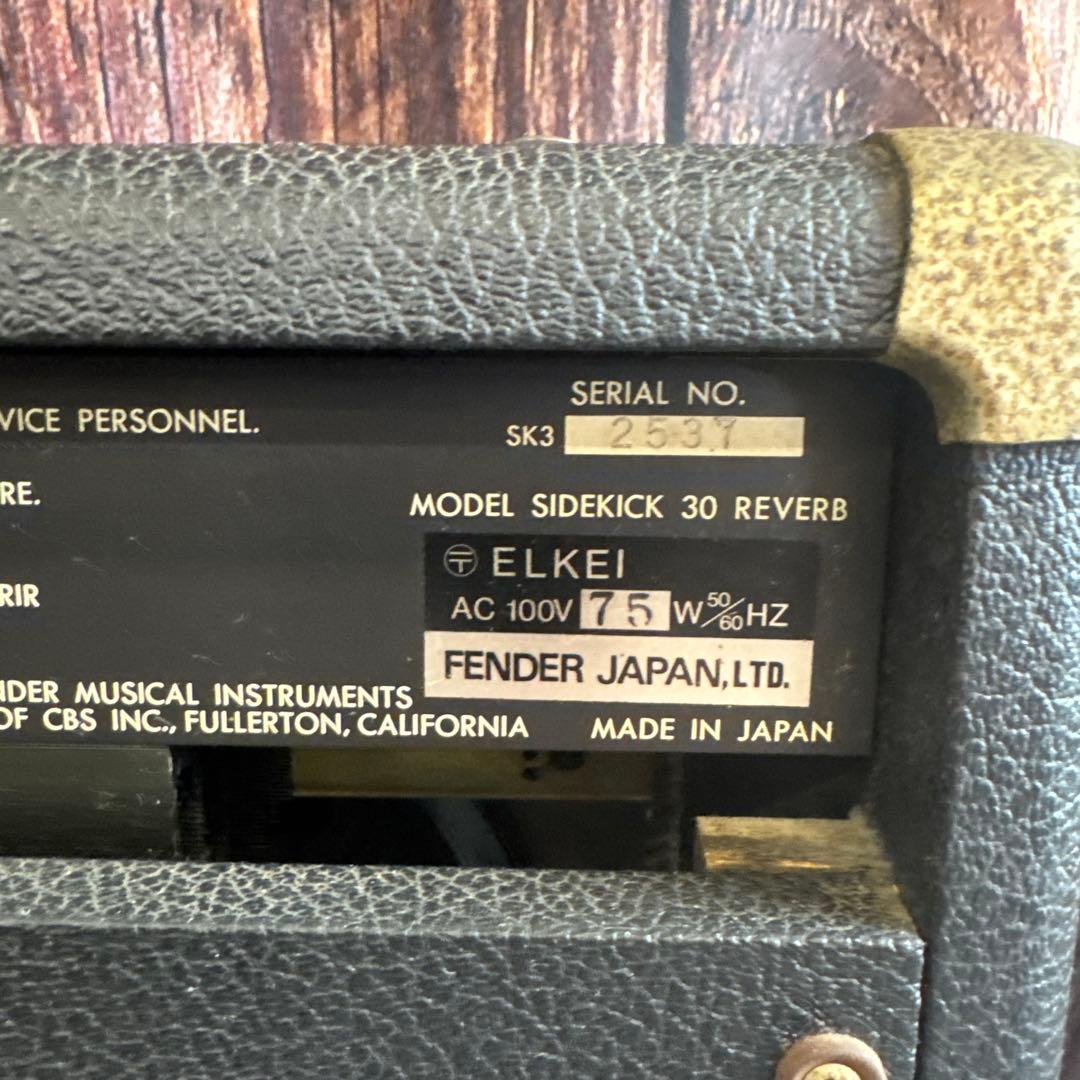 SERIAL NO.
VICE PERSONNEL.
SK3 2537
RE.
MODEL SIDEKICK 30 REVERB
〒 ELKEI
RIR
AC 100V 75 W 50/60 HZ
FENDER JAPAN, LTD.
NDER MUSICAL INSTRUMENTS
OF CBS INC., FULLERTON, CALIFORNIA
MADE IN JAPAN